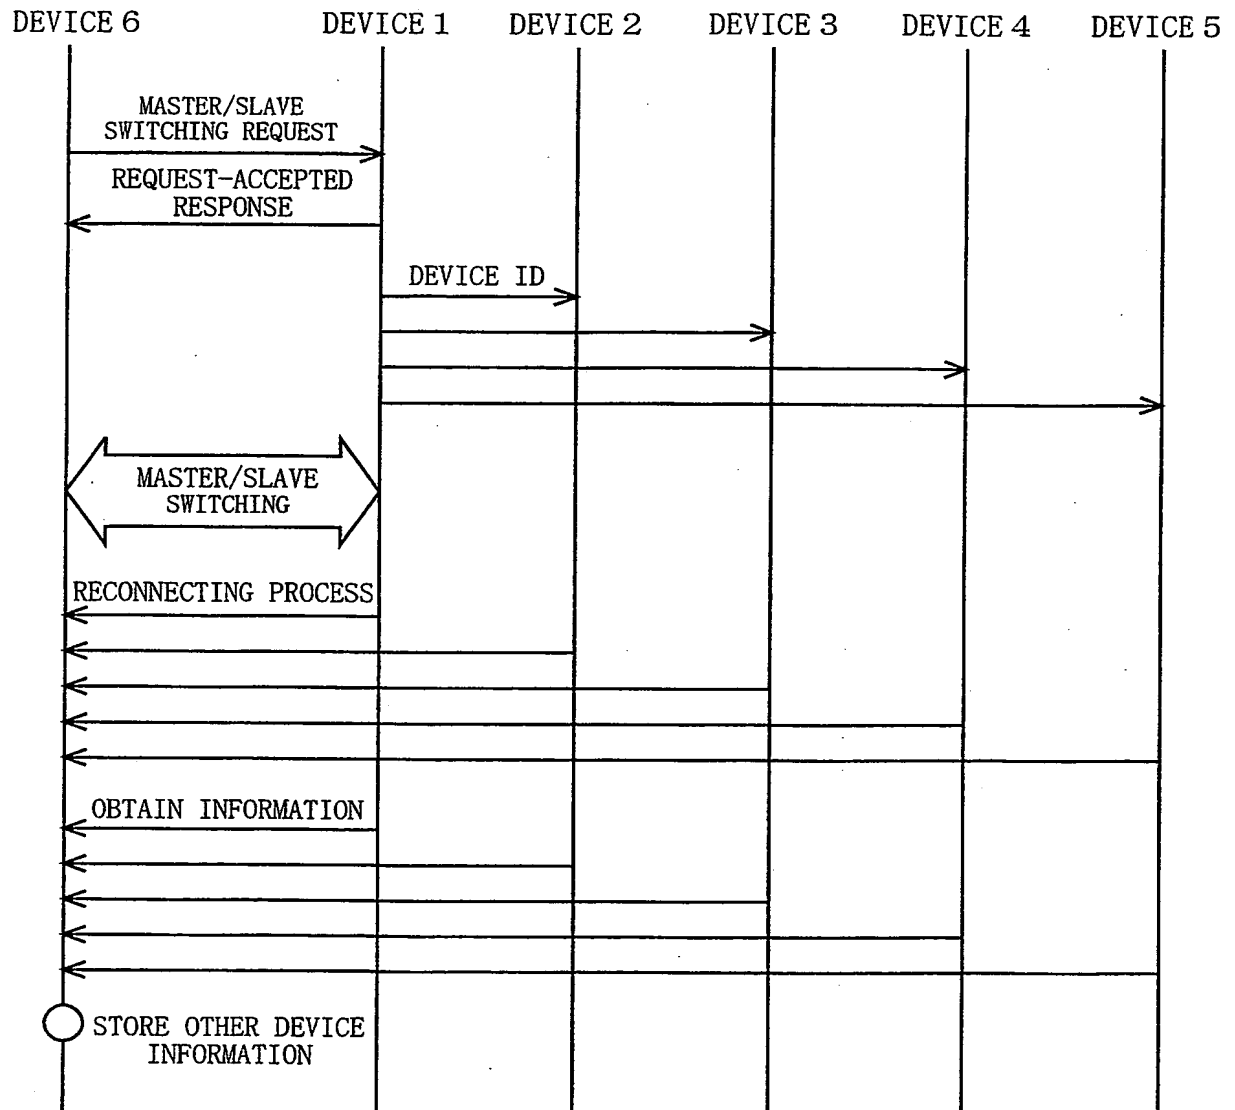 DEVICE 6 DEVICE 1 DEVICE 2 DEVICE 3 DEVICE 4 DEVICE 5
MASTER/SLAVE
SWITCHING REQUEST
REQUEST-ACCEPTED
RESPONSE
DEVICE ID
MASTER/SLAVE
SWITCHING
RECONNECTING PROCESS
OBTAIN INFORMATION
STORE OTHER DEVICE
INFORMATION